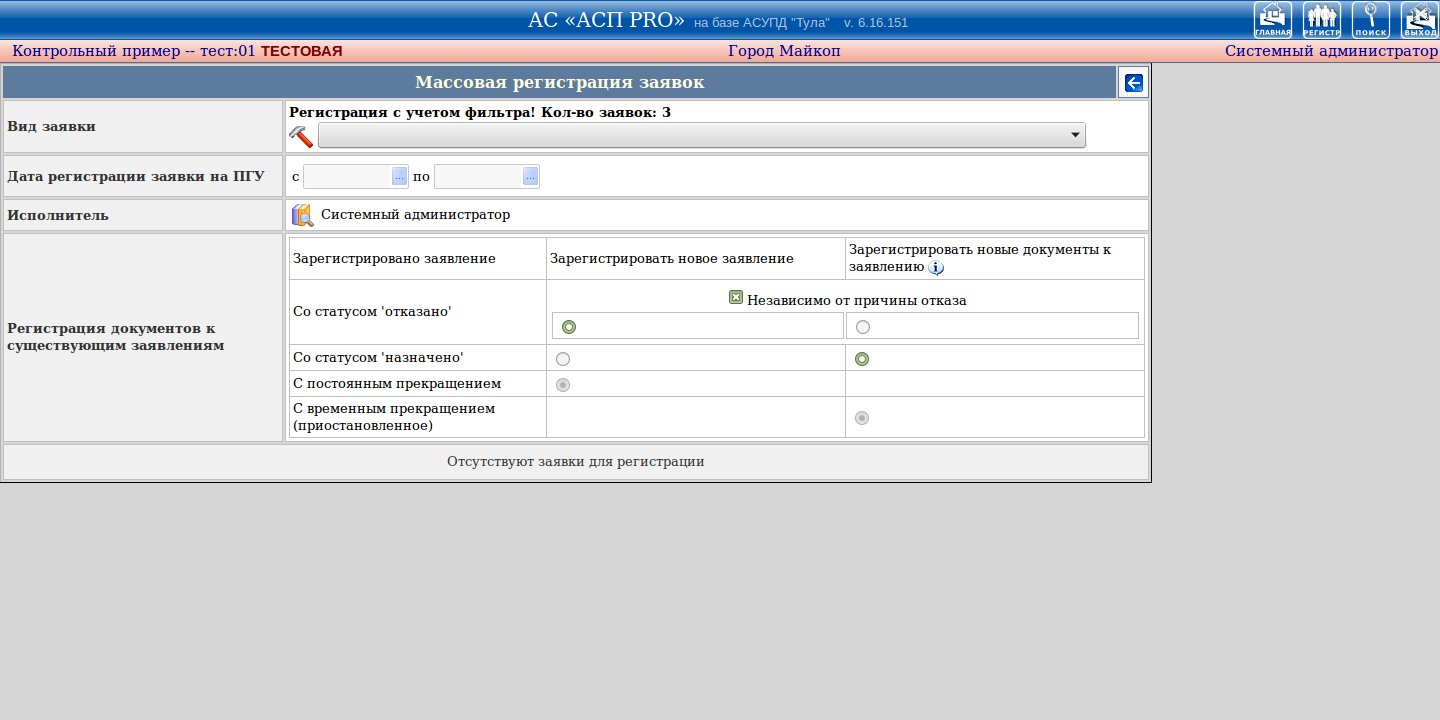 АС «АСП PRO» на базе АСУПД "Тула" v. 6.16.151
ГЛАВНАЯ РЕГИСТР ПОИСК ВЫХОД
Контрольный пример -- тест:01 ТЕСТОВАЯ Город Майкоп Системный администратор
Массовая регистрация заявок
Вид заявки
Регистрация с учетом фильтра! Кол-во заявок: 3
Дата регистрации заявки на ПГУ с ... по ...
Исполнитель Системный администратор
Регистрация документов к
существующим заявлениям
Зарегистрировано заявление Зарегистрировать новое заявление
Зарегистрировать новые документы к
заявлению
Со статусом 'отказано'
Независимо от причины отказа
Со статусом 'назначено'
С постоянным прекращением
С временным прекращением
(приостановленное)
Отсутствуют заявки для регистрации